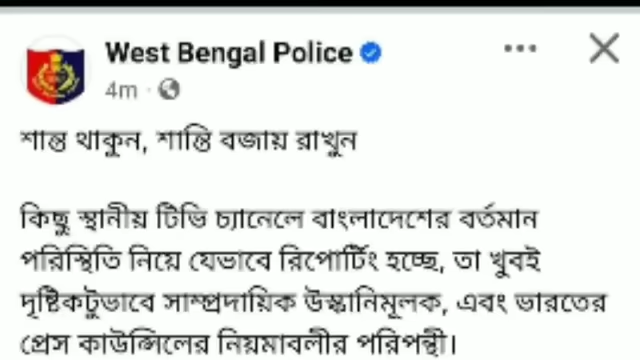 West Bengal Police
4m
শান্ত থাকুন, শান্তি বজায় রাখুন
কিছু স্থানীয় টিভি চ্যানেলে বাংলাদেশের বর্তমান
পরিস্থিতি নিয়ে যেভাবে রিপোর্টিং হচ্ছে, তা খুবই
দৃষ্টিকটুভাবে সাম্প্রদায়িক উস্কানিমূলক, এবং ভারতের
প্রেস কাউন্সিলের নিয়মাবলীর পরিপন্থী।